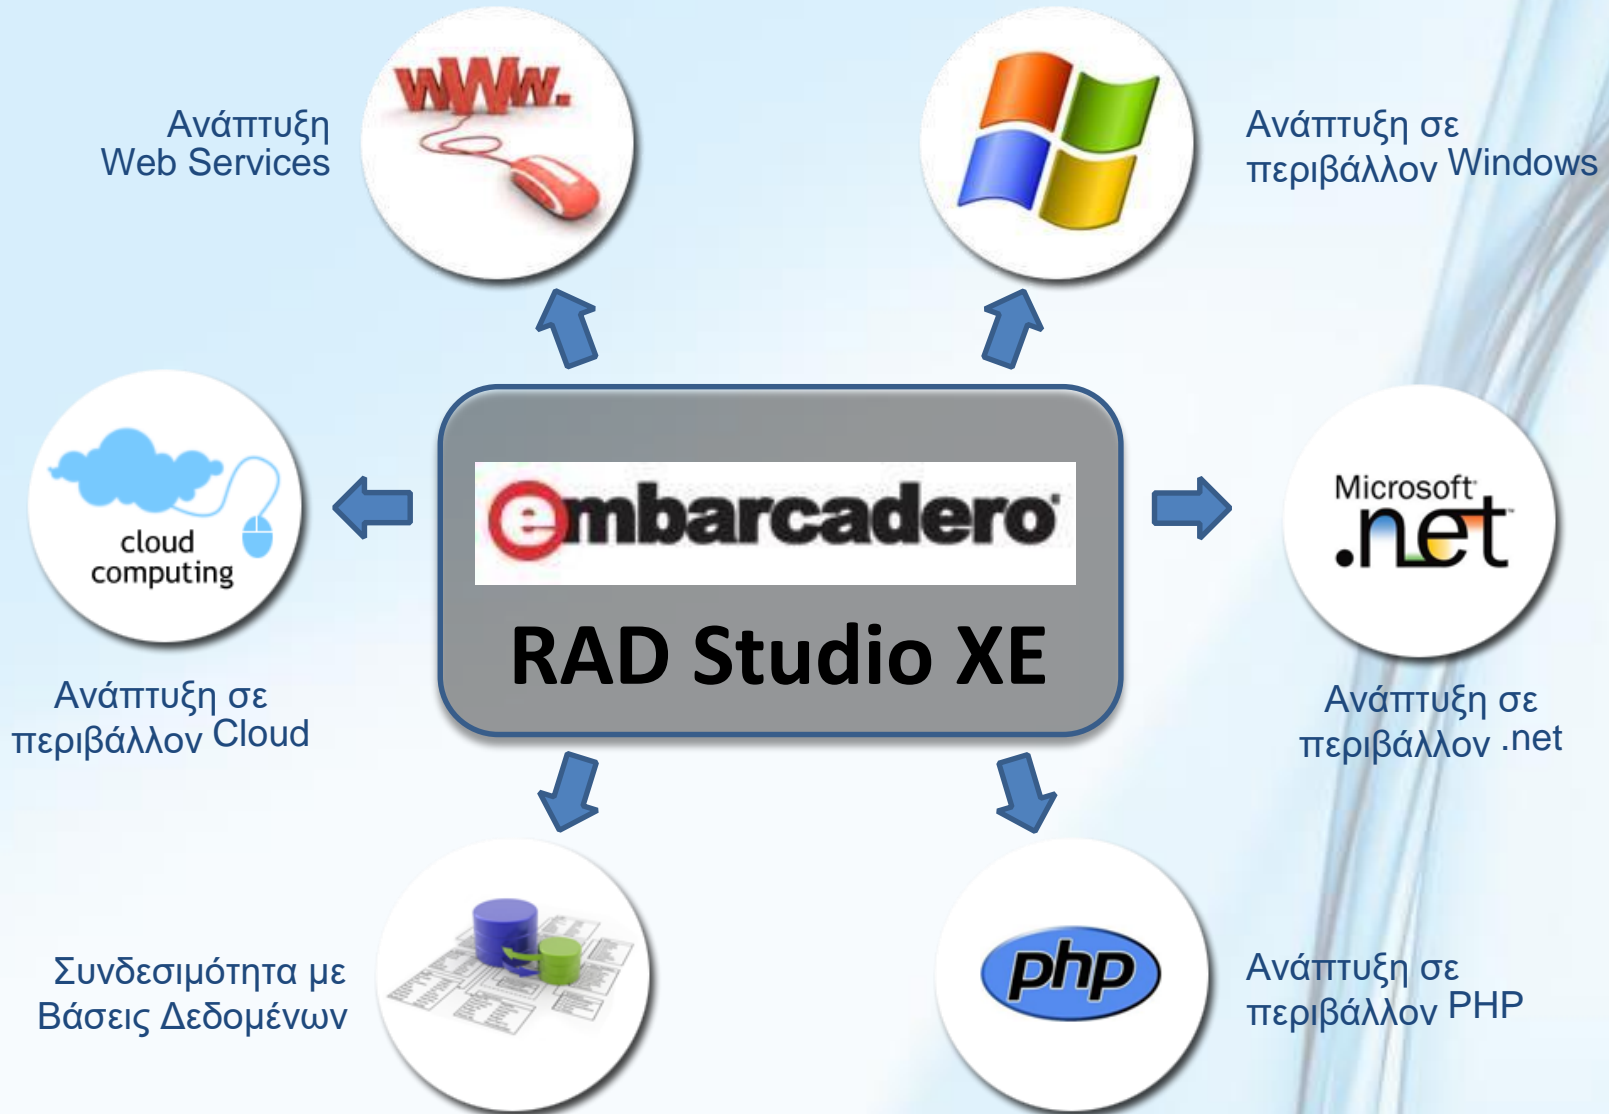 www.
Ανάπτυξη
Web Services
Ανάπτυξη σε
περιβάλλον Windows
cloud
computing
Ανάπτυξη σε
περιβάλλον Cloud
embarcadero®
RAD Studio XE
Microsoft®
.net™
Ανάπτυξη σε
περιβάλλον .net
Συνδεσιμότητα με
Βάσεις Δεδομένων
php
Ανάπτυξη σε
περιβάλλον PHP